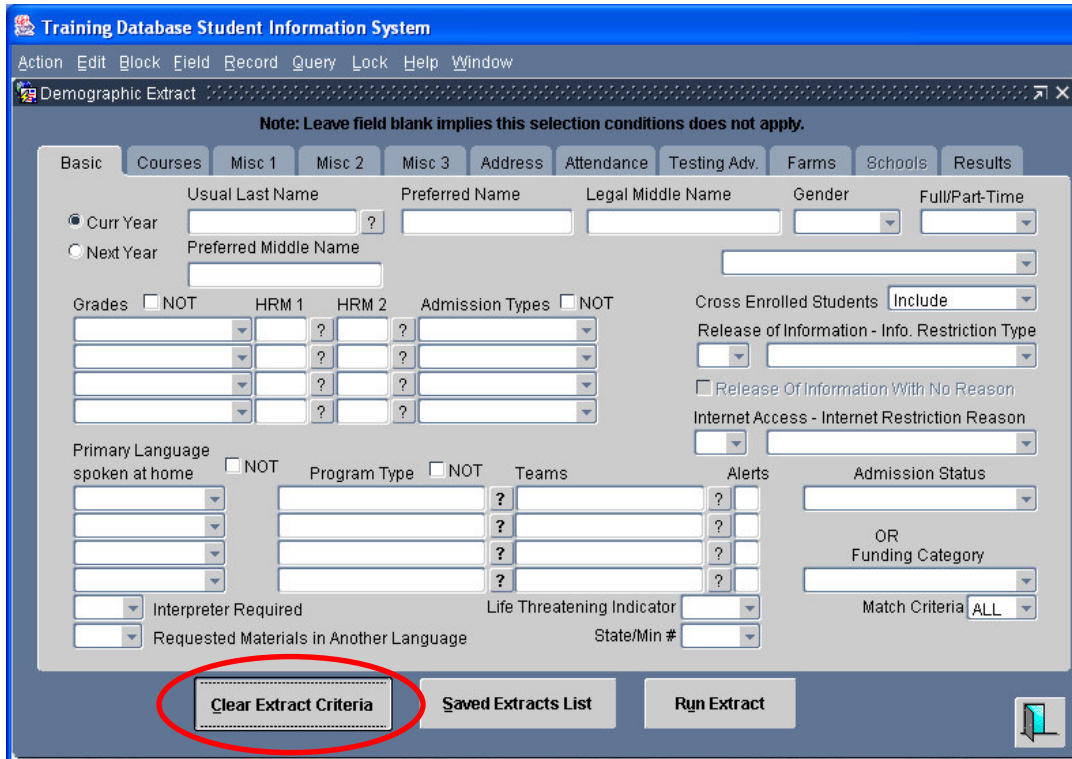 Training Database Student Information System
Action Edit Block Field Record Query Lock Help Window
Demographic Extract
Note: Leave field blank implies this selection conditions does not apply.
Basic Courses Misc 1 Misc 2 Misc 3 Address Attendance Testing Adv. Farms Schools Results
Usual Last Name Preferred Name Legal Middle Name Gender Full/Part-Time
Curr Year ?
Next Year Preferred Middle Name
Grades NOT HRM 1 HRM 2 Admission Types NOT Cross Enrolled Students Include
? ? Release of Information - Info. Restriction Type
? ?
? ? Release Of Information With No Reason
? ? Internet Access - Internet Restriction Reason
Primary Language
spoken at home NOT Program Type NOT Teams Alerts Admission Status
? ?
? ? OR
? ? Funding Category
? ?
Interpreter Required Life Threatening Indicator Match Criteria ALL
Requested Materials in Another Language State/Min #
Clear Extract Criteria Saved Extracts List Run Extract